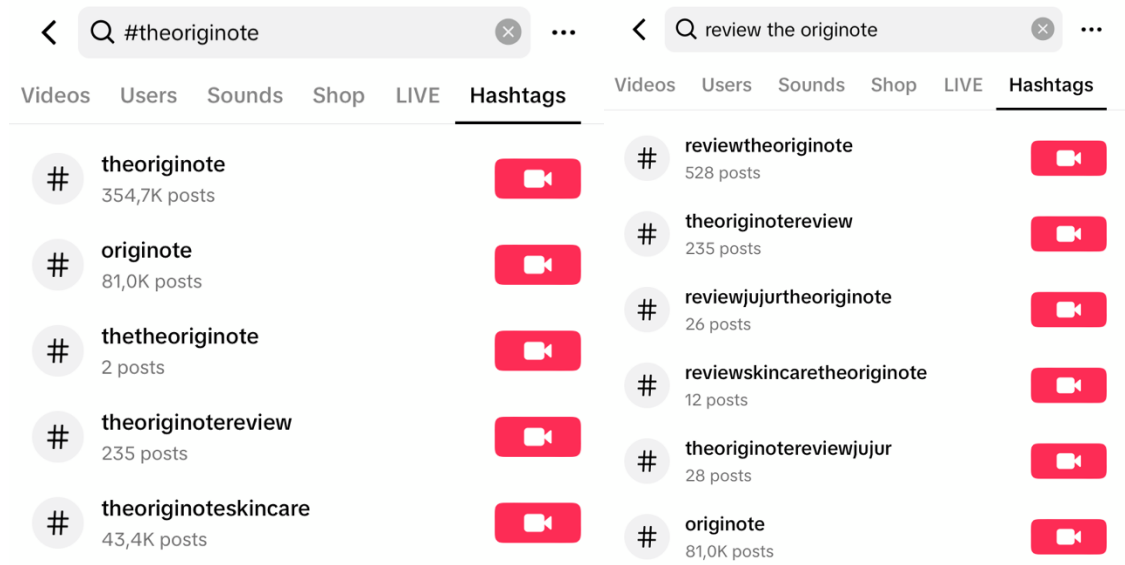 #theoriginote
Videos Users Sounds Shop LIVE Hashtags
# theoriginote
354,7K posts
# originote
81,0K posts
# thetheoriginote
2 posts
# theoriginotereview
235 posts
# theoriginoteskincare
43,4K posts
review the originote
Videos Users Sounds Shop LIVE Hashtags
# reviewtheoriginote
528 posts
# theoriginotereview
235 posts
# reviewjujurtheoriginote
26 posts
# reviewskincaretheoriginote
12 posts
# theoriginotereviewjujur
28 posts
# originote
81,0K posts